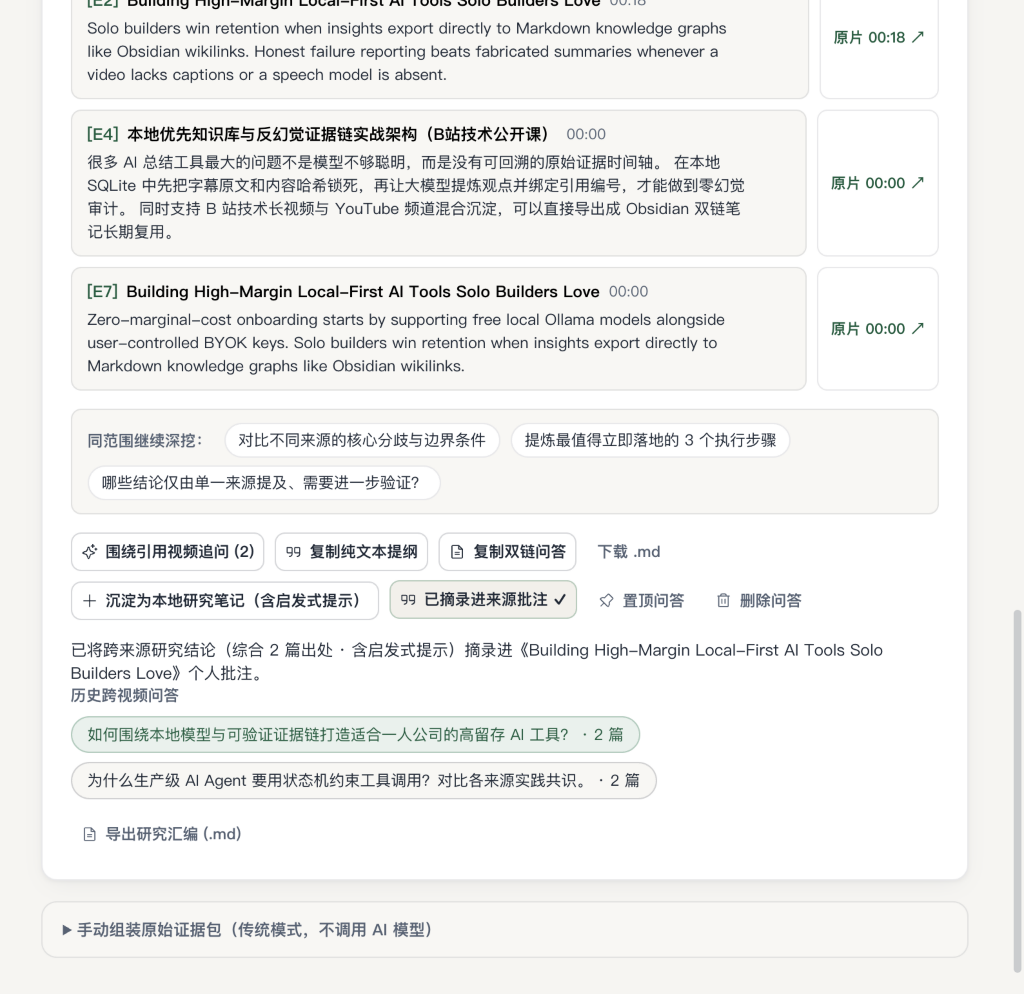 [E2] Building High-Margin Local-First AI Tools Solo Builders Love 00:18
Solo builders win retention when insights export directly to Markdown knowledge graphs
like Obsidian wikilinks. Honest failure reporting beats fabricated summaries whenever a
video lacks captions or a speech model is absent.
原片 00:18 ↗
[E4] 本地优先知识库与反幻觉证据链实战架构（B站技术公开课） 00:00
很多 AI 总结工具最大的问题不是模型不够聪明，而是没有可回溯的原始证据时间轴。 在本地
SQLite 中先把字幕原文和内容哈希锁死，再让大模型提炼观点并绑定引用编号，才能做到零幻觉
审计。 同时支持 B 站技术长视频与 YouTube 频道混合沉淀，可以直接导出成 Obsidian 双链笔
记长期复用。
原片 00:00 ↗
[E7] Building High-Margin Local-First AI Tools Solo Builders Love 00:00
Zero-marginal-cost onboarding starts by supporting free local Ollama models alongside
user-controlled BYOK keys. Solo builders win retention when insights export directly to
Markdown knowledge graphs like Obsidian wikilinks.
原片 00:00 ↗
同范围继续深挖：
对比不同来源的核心分歧与边界条件
提炼最值得立即落地的 3 个执行步骤
哪些结论仅由单一来源提及、需要进一步验证？
围绕引用视频追问 (2)
复制纯文本提纲
复制双链问答
下载 .md
沉淀为本地研究笔记（含启发式提示）
已摘录进来源批注 ✓
置顶问答
删除问答
已将跨来源研究结论（综合 2 篇出处 · 含启发式提示）摘录进《Building High-Margin Local-First AI Tools Solo
Builders Love》个人批注。
历史跨视频问答
如何围绕本地模型与可验证证据链打造适合一人公司的高留存 AI 工具？ · 2 篇
为什么生产级 AI Agent 要用状态机约束工具调用？对比各来源实践共识。 · 2 篇
导出研究汇编 (.md)
▶ 手动组装原始证据包（传统模式，不调用 AI 模型）